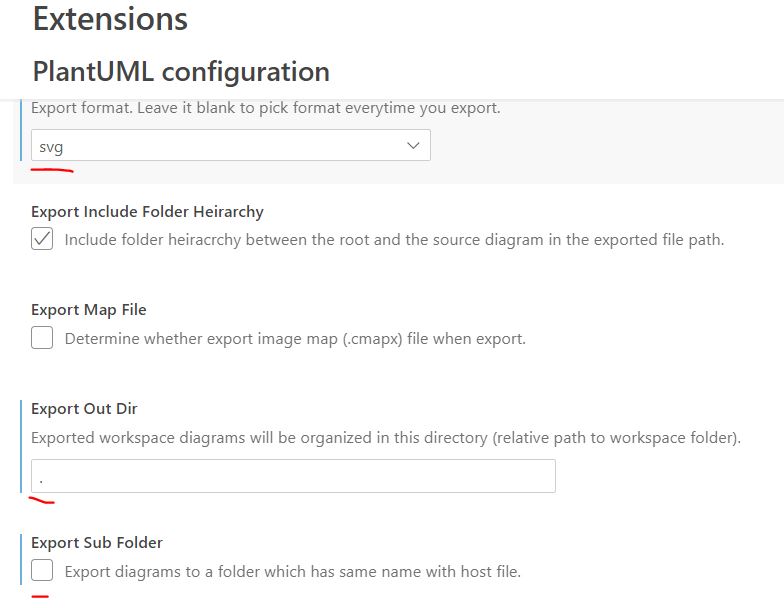 Extensions
PlantUML configuration
Export format. Leave it blank to pick format everytime you export.
svg
Export Include Folder Heirarchy
Include folder heiracrchy between the root and the source diagram in the exported file path.
Export Map File
Determine whether export image map (.cmapx) file when export.
Export Out Dir
Exported workspace diagrams will be organized in this directory (relative path to workspace folder).
.
Export Sub Folder
Export diagrams to a folder which has same name with host file.